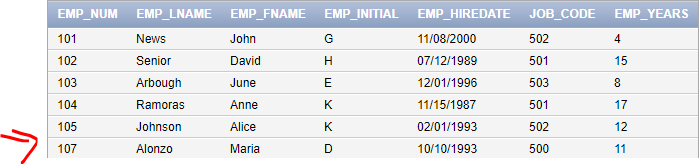 EMP_NUM EMP_LNAME EMP_FNAME EMP_INITIAL EMP_HIREDATE JOB_CODE EMP_YEARS
101 News John G 11/08/2000 502 4
102 Senior David H 07/12/1989 501 15
103 Arbough June E 12/01/1996 503 8
104 Ramoras Anne K 11/15/1987 501 17
105 Johnson Alice K 02/01/1993 502 12
107 Alonzo Maria D 10/10/1993 500 11